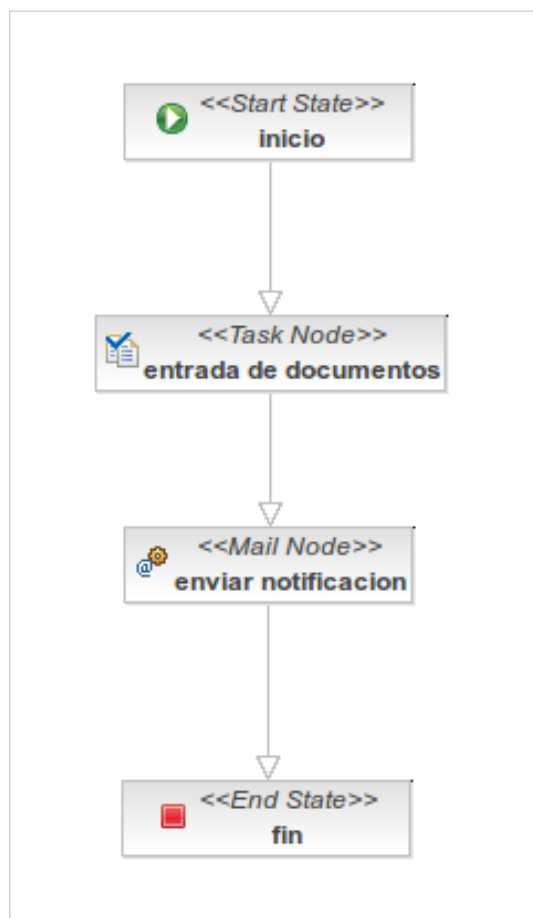 <<Start State>>
inicio
<<Task Node>>
entrada de documentos
<<Mail Node>>
@
enviar notificacion
<<End State>>
fin